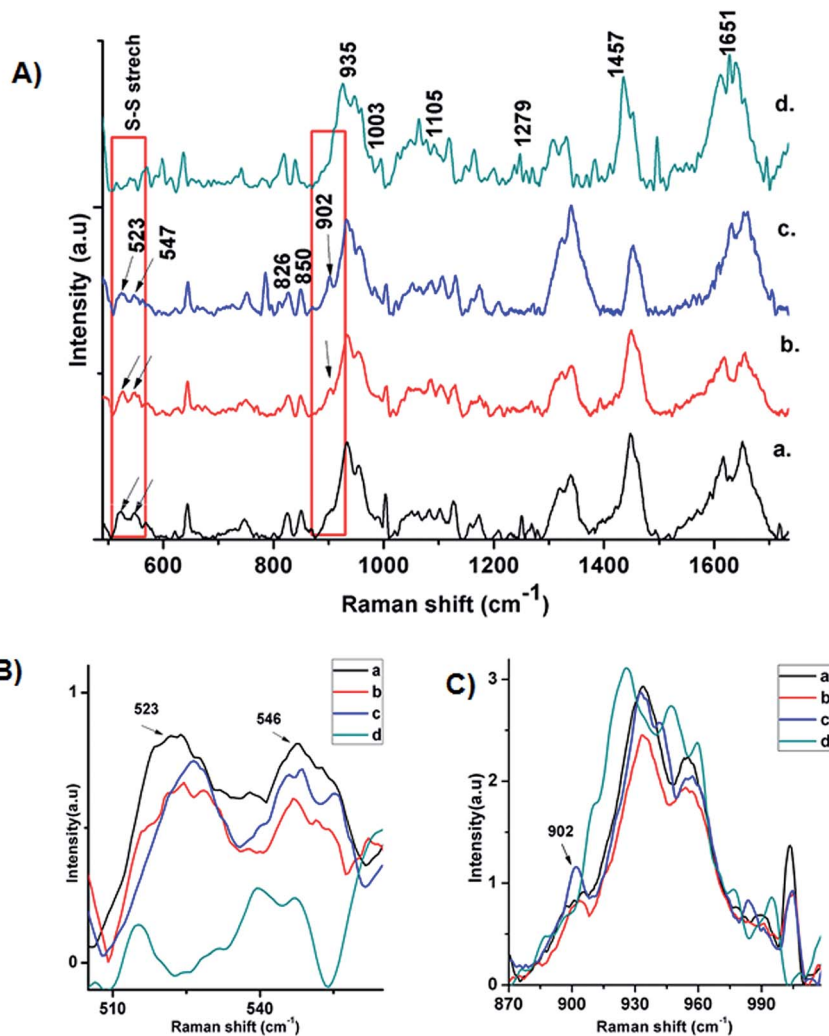 A)
S-S strech
935
1003
1105
1279
1457
1651
d.
523
547
826
850
902
c.
b.
a.
Intensity (a.u)
600
800
1000
1200
1400
1600
Raman shift (cm-1)
B)
a
b
c
d
523
546
1
0
Intensity(a.u)
510
540
Raman shift (cm-1)
C)
a
b
c
d
902
3
2
1
0
Intensity(a.u)
870
900
930
960
990
Raman shift (cm-1)